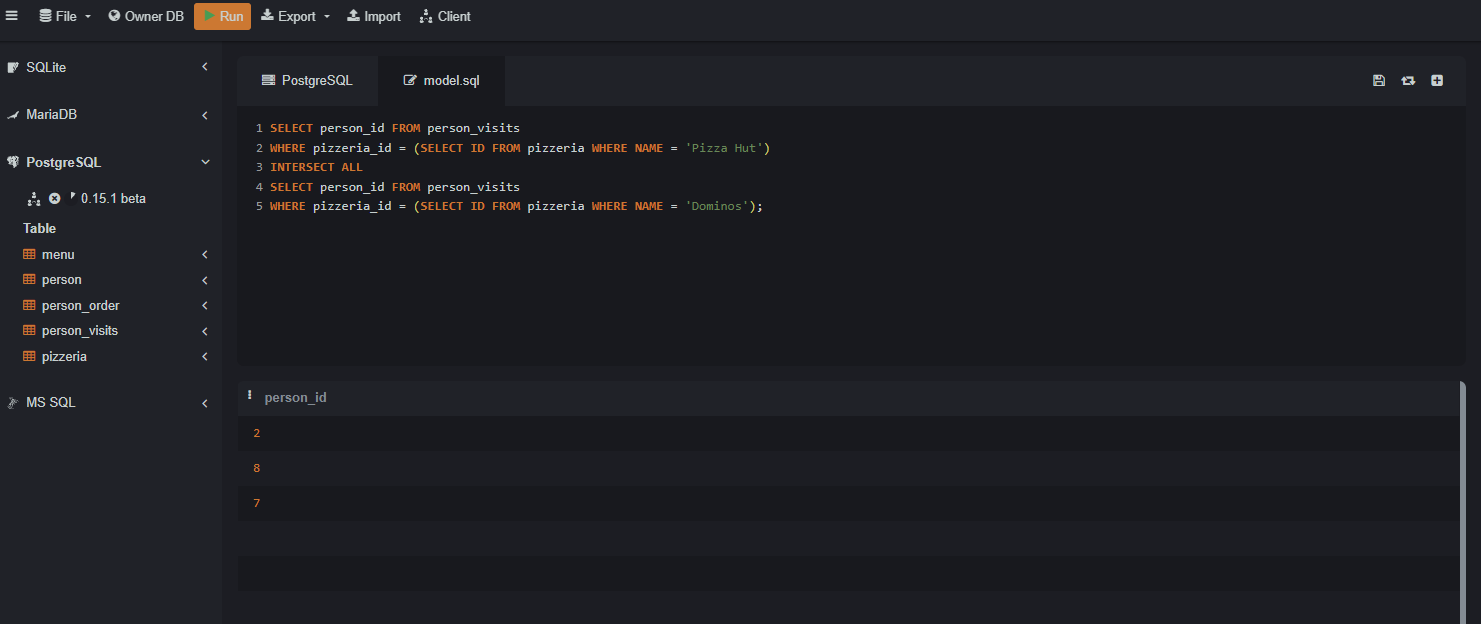 File Owner DB Run Export Import Client
SQLite
MariaDB
PostgreSQL
0.15.1 beta
Table
menu
person
person_order
person_visits
pizzeria
MS SQL
PostgreSQL model.sql
1 SELECT person_id FROM person_visits
2 WHERE pizzeria_id = (SELECT ID FROM pizzeria WHERE NAME = 'Pizza Hut')
3 INTERSECT ALL
4 SELECT person_id FROM person_visits
5 WHERE pizzeria_id = (SELECT ID FROM pizzeria WHERE NAME = 'Dominos');
person_id
2
8
7